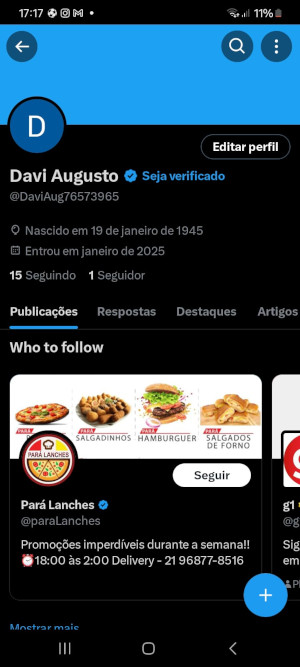 17:17
11%
D
Editar perfil
Davi Augusto Seja verificado
@DaviAug76573965
Nascido em 19 de janeiro de 1945
Entrou em janeiro de 2025
15 Seguindo 1 Seguidor
Publicações Respostas Destaques Artigos
Who to follow
PARÁ PARÁ PARÁ PARÁ
SALGADINHOS HAMBURGUER SALGADOS
DE FORNO
PARÁ LANCHES
Seguir
Pará Lanches
@paraLanches
Promoções imperdíveis durante a semana!!
⏰18:00 às 2:00 Delivery - 21 96877-8516
g1
@g
Sig
em
Mostrar mais